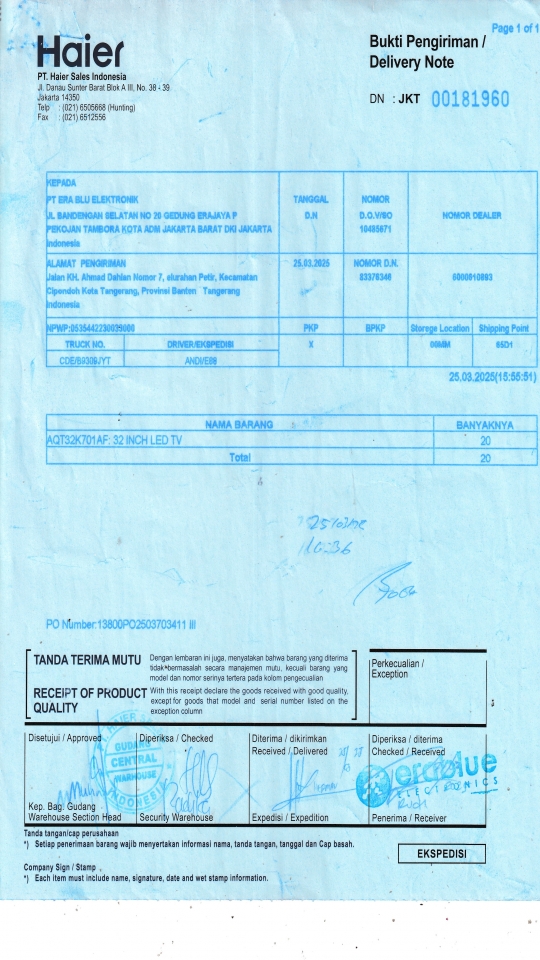 Page 1 of 1
Haier
PT. Haier Sales Indonesia
Jl. Danau Sunter Barat Blok A III, No. 38 - 39
Jakarta 14350
Telp : (021) 6505668 (Hunting)
Fax : (021) 6512556
Bukti Pengiriman /
Delivery Note
DN : JKT 00181960
KEPADA
PT ERA BLU ELEKTRONIK
JL BANDENGAN SELATAN NO 20 GEDUNG ERAJAYA P
PEKOJAN TAMBORA KOTA ADM JAKARTA BARAT DKI JAKARTA
Indonesia
TANGGAL
D.N
NOMOR
D.O.V/SO
10485671
NOMOR DEALER
ALAMAT PENGIRIMAN
Jalan KH. Ahmad Dahlan Nomor 7, elurahan Petir, Kecamatan
Cipondoh Kota Tangerang, Provinsi Banten Tangerang
Indonesia
25.03.2025
NOMOR D.N.
83378346
6000810893
NPWP:0535442230039000
PKP
BPKP
Storege Location
Shipping Point
TRUCK NO.
DRIVER/EKSPEDISI
X
00MM
65D1
CDE/B9309JYT
25.03.2025(15:55:51)
NAMA BARANG
BANYAKNYA
AQT32K701AF: 32 INCH LED TV
20
Total
20
16:36
PO Number:13800PO2503703411 III
TANDA TERIMA MUTU
Dengan lembaran ini juga, menyatakan bahwa barang yang diterima
tidak bermasalah secara manajemen mutu, kecuali barang yang
model dan nomor serinya tertera pada kolom pengecualian
RECEIPT OF PRODUCT
QUALITY
With this receipt declare the goods received with good quality,
except for goods that model and serial number listed on the
exception column
Perkecualian /
Exception
Disetujui / Approved
Diperiksa / Checked
Diterima / dikirimkan
Received / Delivered
Diperiksa / diterima
Checked / Received
GUDANG
CENTRAL
WAREHOUSE
INDONESIA
erablue
ELECTRONICS
Kep. Bag. Gudang
Warehouse Section Head
Security Warehouse
Expedisi / Expedition
Penerima / Receiver
Tanda tangan/cap perusahaan
*) Setiap penerimaan barang wajib menyertakan informasi nama, tanda tangan, tanggal dan Cap basah.
EKSPEDISI
Company Sign / Stamp
*) Each item must include name, signature, date and wet stamp information.